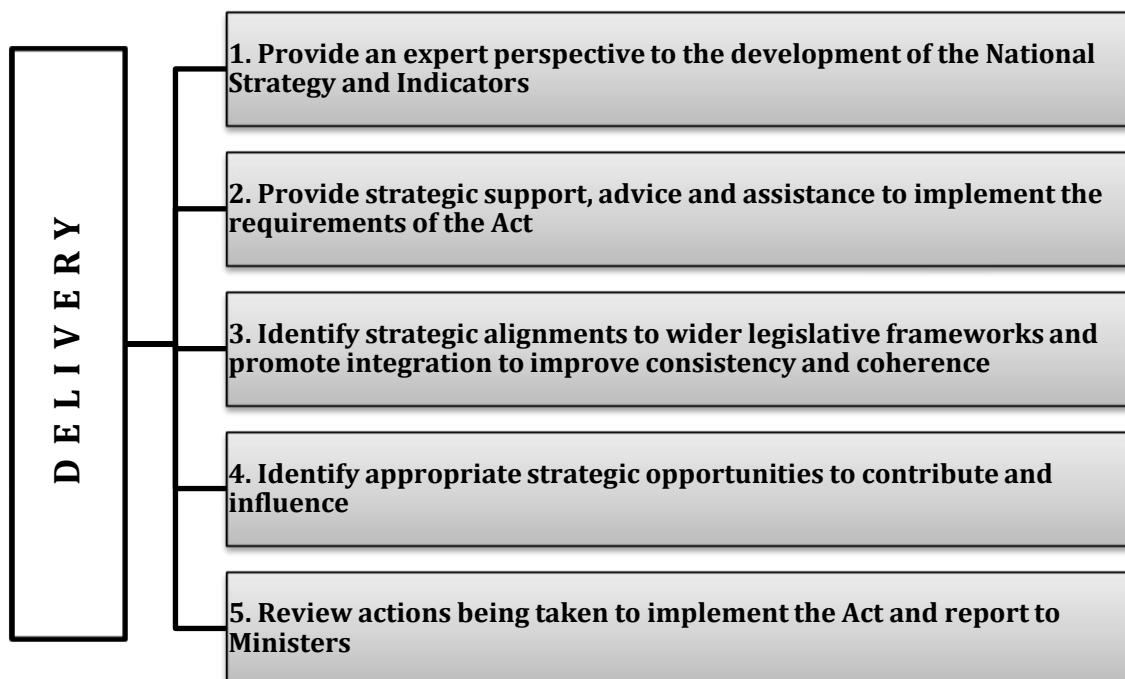 DELIVERY
1. Provide an expert perspective to the development of the National
Strategy and Indicators
2. Provide strategic support, advice and assistance to implement the
requirements of the Act
3. Identify strategic alignments to wider legislative frameworks and
promote integration to improve consistency and coherence
4. Identify appropriate strategic opportunities to contribute and
influence
5. Review actions being taken to implement the Act and report to
Ministers